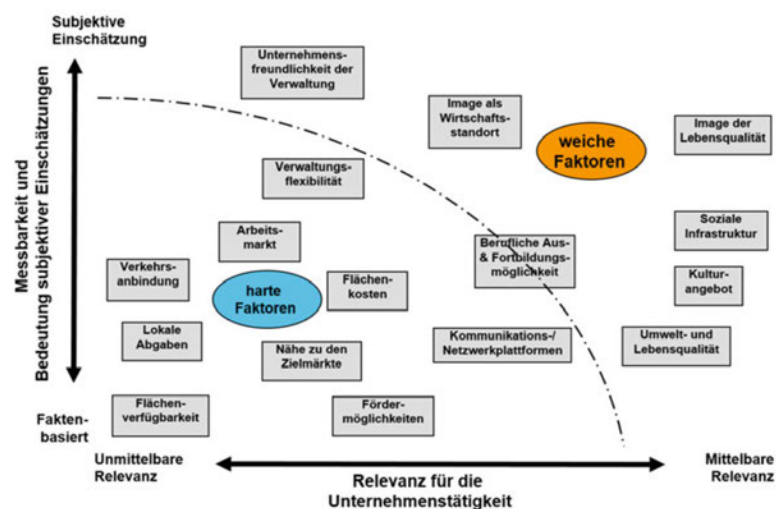 Subjektive
Einschätzung
Messbarkeit und
Bedeutung subjektiver Einschätzungen
Unternehmens-
freundlichkeit der
Verwaltung
Image als
Wirtschafts-
standort
weiche
Faktoren
Image der
Lebensqualität
Verwaltungs-
flexibilität
Arbeits-
markt
Soziale
Infrastruktur
Berufliche Aus-
& Fortbildungs-
möglichkeit
Verkehrs-
anbindung
harte
Faktoren
Flächen-
kosten
Kultur-
angebot
Lokale
Abgaben
Nähe zu den
Zielmärkte
Kommunikations-/
Netzwerkplattformen
Umwelt- und
Lebensqualität
Flächen-
verfügbarkeit
Förder-
möglichkeiten
Fakten-
basiert
Unmittelbare
Relevanz
Relevanz für die
Unternehmenstätigkeit
Mittelbare
Relevanz